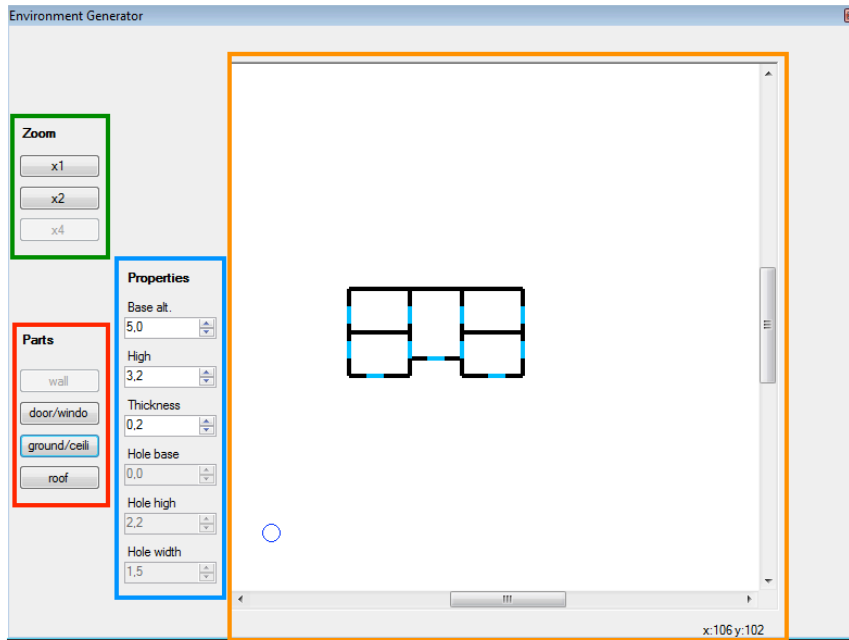 Environment Generator
Zoom
x1
x2
x4
Properties
Base alt.
5,0
High
3,2
Thickness
0,2
Hole base
0,0
Hole high
2,2
Hole width
1,5
Parts
wall
door/windo
ground/ceili
roof
x:106 y:102